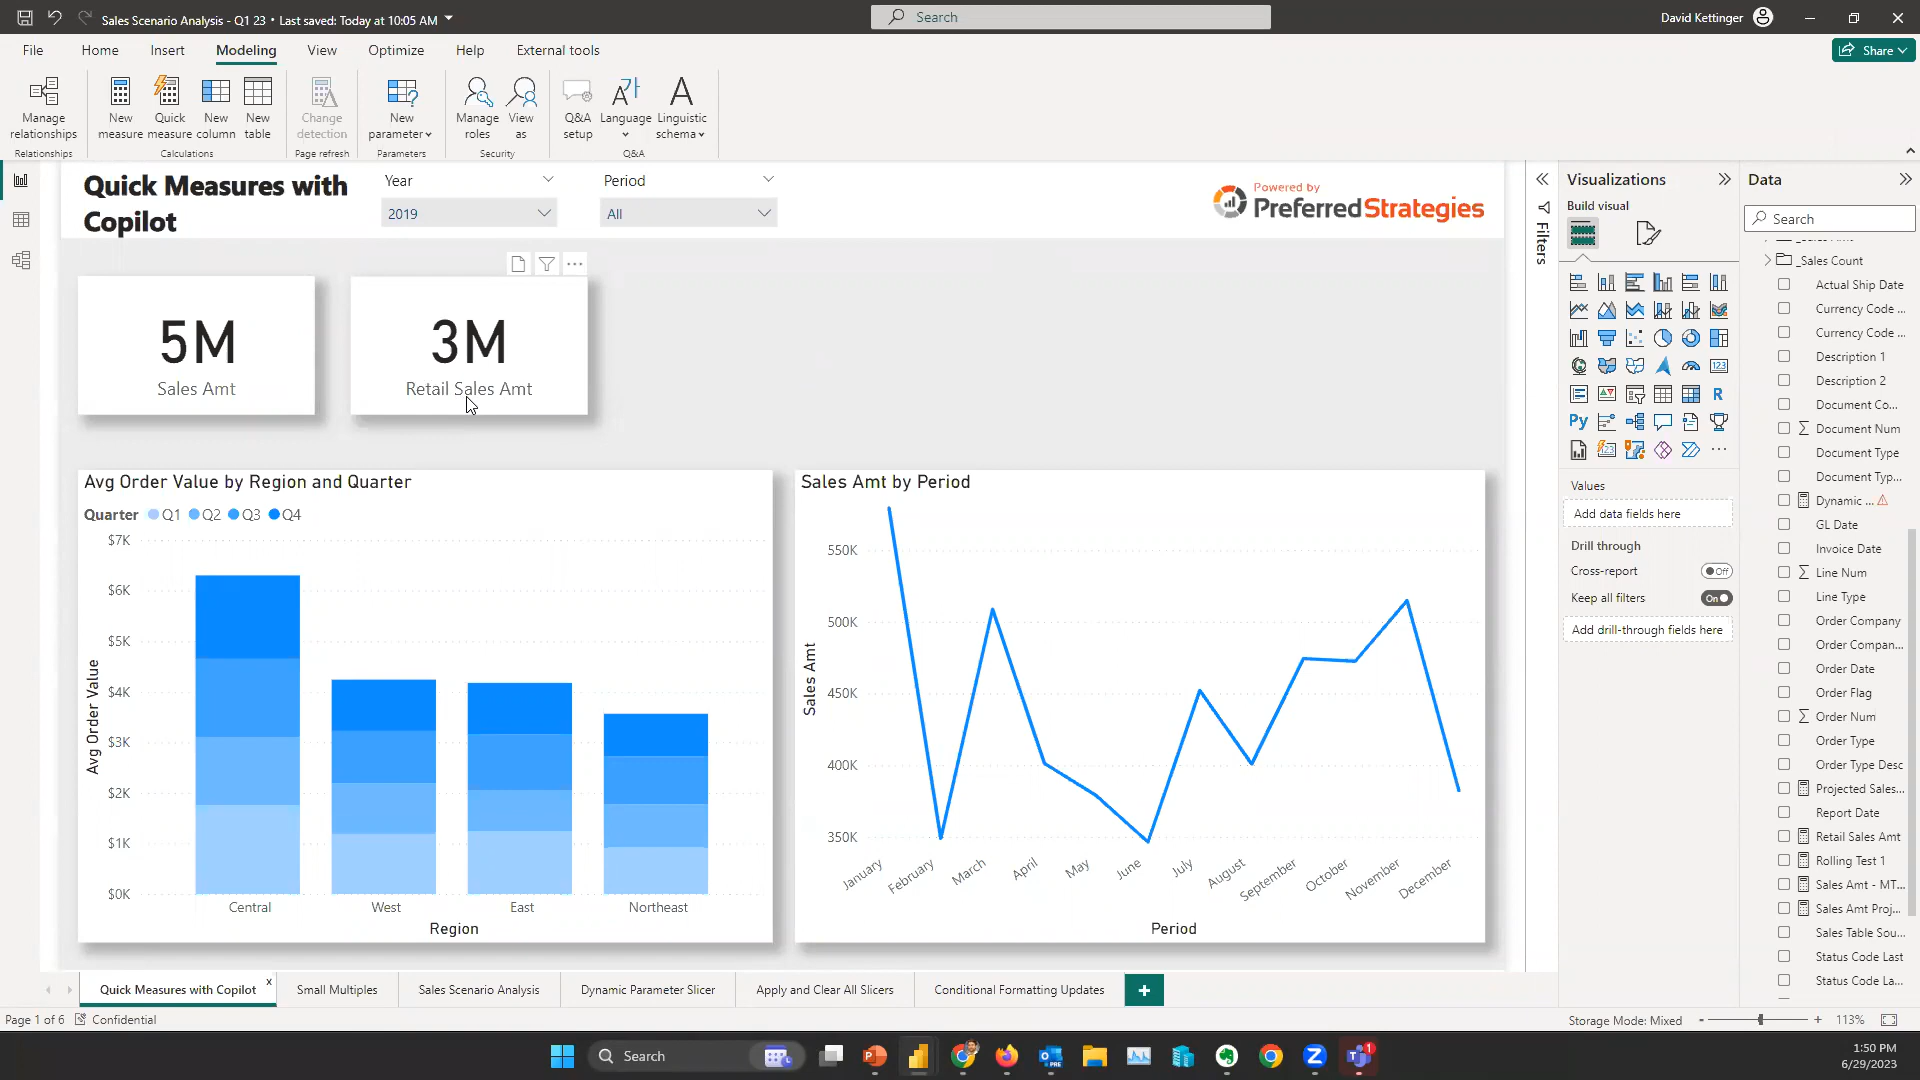 Sales Scenario Analysis - Q1 23 • Last saved: Today at 10:05 AM
Search
David Kettinger
File
Home
Insert
Modeling
View
Optimize
Help
External tools
Share
Manage
relationships
New
measure
Quick
measure
New
column
New
table
Change
detection
New
parameter
Manage
roles
View
as
Q&A
setup
Language
Linguistic
schema
Relationships
Calculations
Page refresh
Parameters
Security
Q&A
Quick Measures with
Copilot
Year
2019
Period
All
Powered by
PreferredStrategies
5M
Sales Amt
3M
Retail Sales Amt
Avg Order Value by Region and Quarter
Quarter Q1 Q2 Q3 Q4
$7K
$6K
$5K
$4K
$3K
$2K
$1K
$0K
Avg Order Value
Central
West
East
Northeast
Region
Sales Amt by Period
550K
500K
450K
400K
350K
Sales Amt
January
February
March
April
May
June
July
August
September
October
November
December
Period
Filters
Visualizations
Build visual
R
Py
Values
Add data fields here
Drill through
Cross-report
Off
Keep all filters
On
Add drill-through fields here
Data
Search
_Sales Count
Actual Ship Date
Currency Code ...
Currency Code ...
Description 1
Description 2
Document Co...
Document Num
Document Type
Document Typ...
Dynamic ...
GL Date
Invoice Date
Line Num
Line Type
Order Company
Order Compan...
Order Date
Order Flag
Order Num
Order Type
Order Type Desc
Projected Sales...
Report Date
Retail Sales Amt
Rolling Test 1
Sales Amt - MT...
Sales Amt Proj...
Sales Table Sou...
Status Code Last
Status Code La...
Quick Measures with Copilot
Small Multiples
Sales Scenario Analysis
Dynamic Parameter Slicer
Apply and Clear All Slicers
Conditional Formatting Updates
Page 1 of 6
Confidential
Storage Mode: Mixed
113%
Search
1:50 PM
6/29/2023